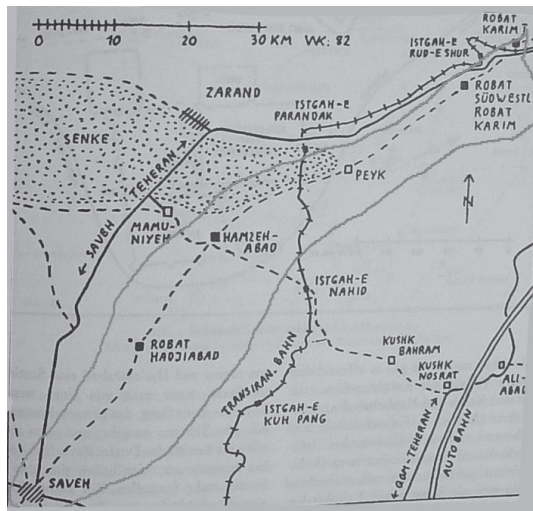 0 10 20 30 KM VK: 82
ROBAT
KARIM
ISTGAH-E
RUD-E SHUR
ZARAND
ISTGAH-E
PARANDAK
ROBAT
SÜDWESTL.
ROBAT
KARIM
SENKE
TEHERAN
PEYK
N
MAMU-
NIYEH
HAMZEH-
ABAD
SAVEH
ISTGAH-E
NAHID
ROBAT
HADJIABAD
KUSHK
BAHRAM
KUSHK
NOSRAT
ALI-
ABAD
TRANSIRAN. BAHN
ISTGAH-E
KUH PANG
QOM-TEHERAN
AUTOBAHN
SAVEH